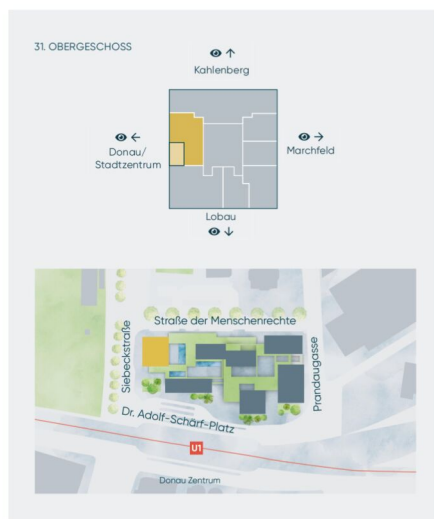 31. OBERGESCHOSS
Kahlenberg
Donau/
Stadtzentrum
Marchfeld
Lobau
Straße der Menschenrechte
Siebeckstraße
Prandaugasse
Dr. Adolf-Schärf-Platz
U1
Donau Zentrum